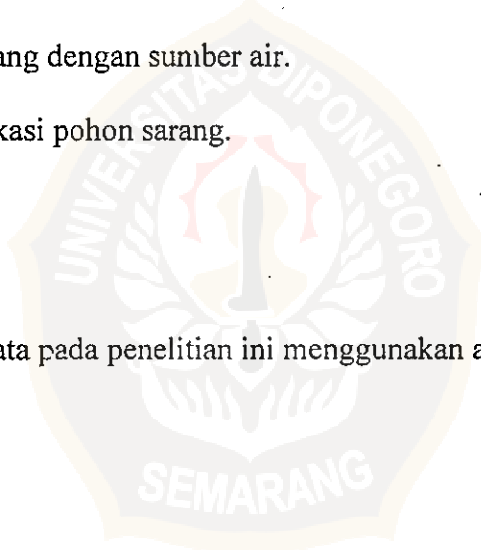 ang dengan sumber air.
kasi pohon sarang.
UNIVERSITAS DIPONEGORO
ata pada penelitian ini menggunakan a
SEMARANG